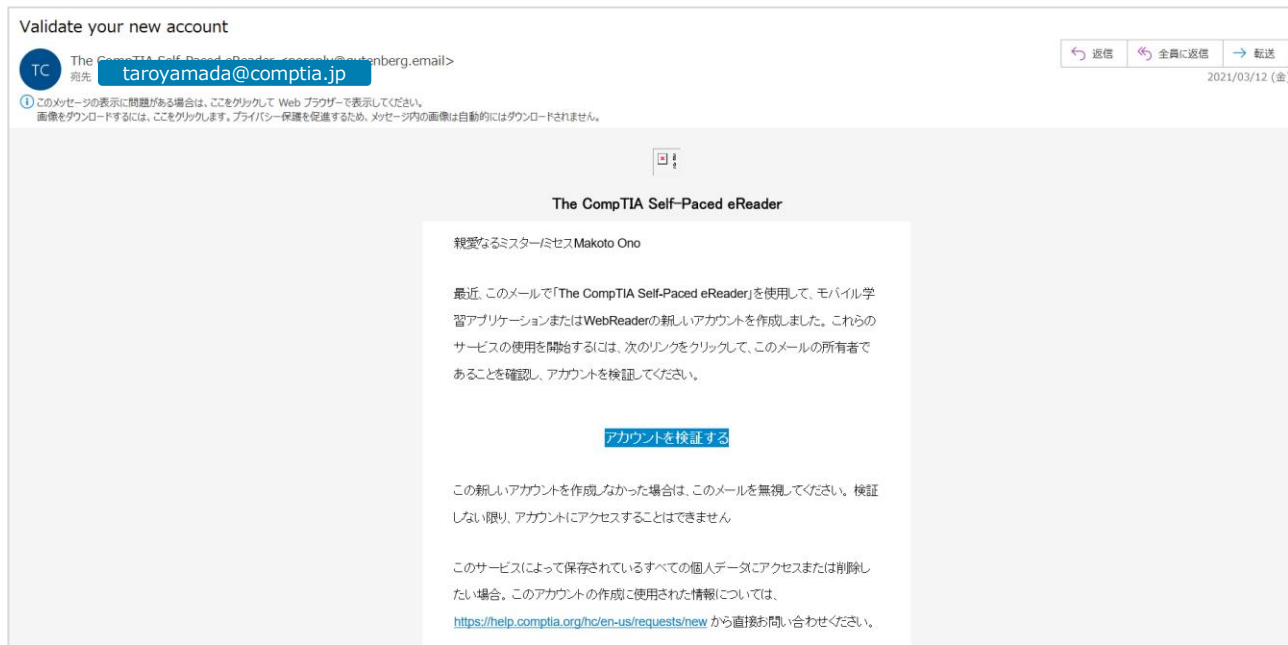 Validate your new account
TC
The CompTIA Self-Paced eReader <noreply@gutenberg.email>
宛先
taroyamada@comptia.jp
返信
全員に返信
転送
2021/03/12 (金)
このメッセージの表示に問題がある場合は、ここをクリックして Web ブラウザーで表示してください。
画像をダウンロードするには、ここをクリックします。プライバシー保護を促進するため、メッセージ内の画像は自動的にはダウンロードされません。
The CompTIA Self-Paced eReader
親愛なるミスター/ミセスMakoto Ono
最近、このメールで「The CompTIA Self-Paced eReader」を使用して、モバイル学
習アプリケーションまたはWebReaderの新しいアカウントを作成しました。これらの
サービスの使用を開始するには、次のリンクをクリックして、このメールの所有者で
あることを確認し、アカウントを検証してください。
アカウントを検証する
この新しいアカウントを作成しなかった場合は、このメールを無視してください。検証
しない限り、アカウントにアクセスすることはできません
このサービスによって保存されているすべての個人データにアクセスまたは削除し
たい場合。このアカウントの作成に使用された情報については、
https://help.comptia.org/hc/en-us/requests/new から直接お問い合わせください。